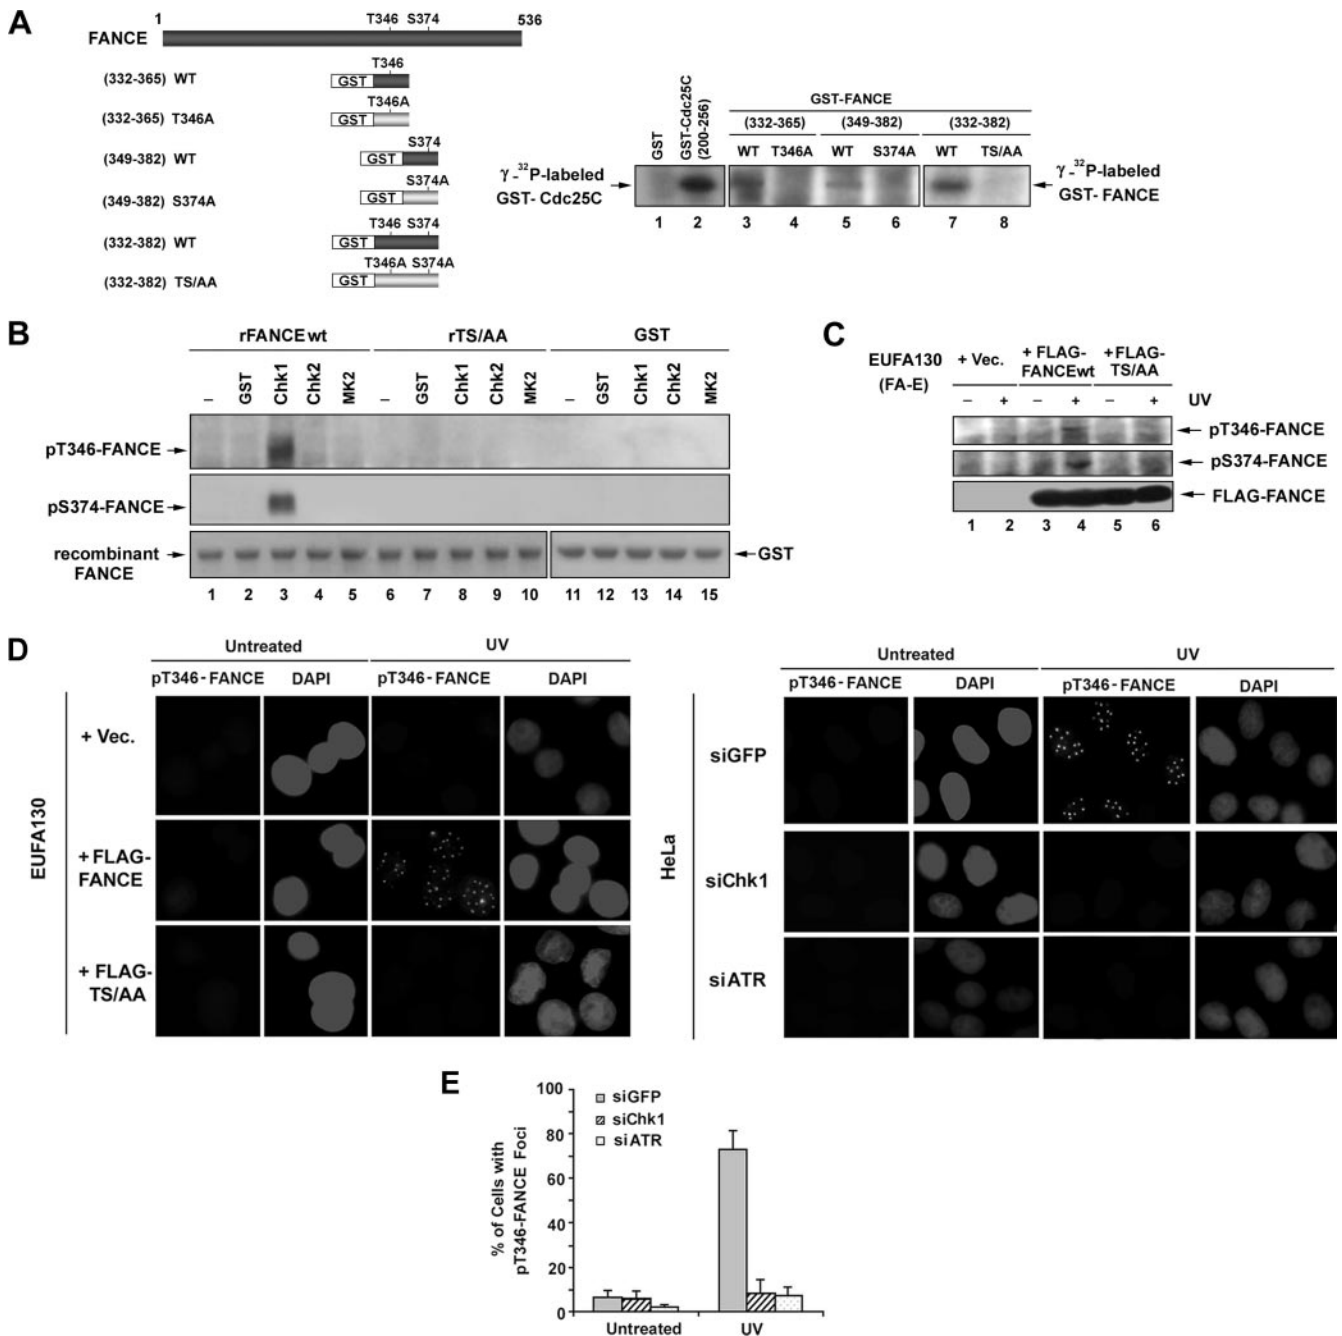 A
1 T346 S374 536
FANCE
(332-365) WT T346 GST
(332-365) T346A T346A GST
(349-382) WT S374 GST
(349-382) S374A S374A GST
(332-382) WT T346 S374 GST
(332-382) TS/AA T346A S374A GST
GST
GST-Cdc25C
(200-256)
GST-FANCE
(332-365) (349-382) (332-382)
WT T346A WT S374A WT TS/AA
γ-³²P-labeled
GST- Cdc25C
γ-³²P-labeled
GST-FANCE
1 2 3 4 5 6 7 8
B
rFANCE wt rTS/AA GST
– GST Chk1 Chk2 MK2 – GST Chk1 Chk2 MK2 – GST Chk1 Chk2 MK2
pT346-FANCE
pS374-FANCE
recombinant
FANCE
GST
1 2 3 4 5 6 7 8 9 10 11 12 13 14 15
C
EUFA130
(FA-E)
+ Vec. + FLAG-
FANCEwt
+ FLAG-
TS/AA
– + – + – + UV
pT346-FANCE
pS374-FANCE
FLAG-FANCE
1 2 3 4 5 6
D
Untreated UV
pT346-FANCE DAPI pT346-FANCE DAPI
EUFA130
+ Vec.
+ FLAG-
FANCE
+ FLAG-
TS/AA
Untreated UV
pT346-FANCE DAPI pT346-FANCE DAPI
HeLa
siGFP
siChk1
siATR
E
% of Cells with
pT346-FANCE Foci
100
80
60
40
20
0
siGFP
siChk1
siATR
Untreated UV